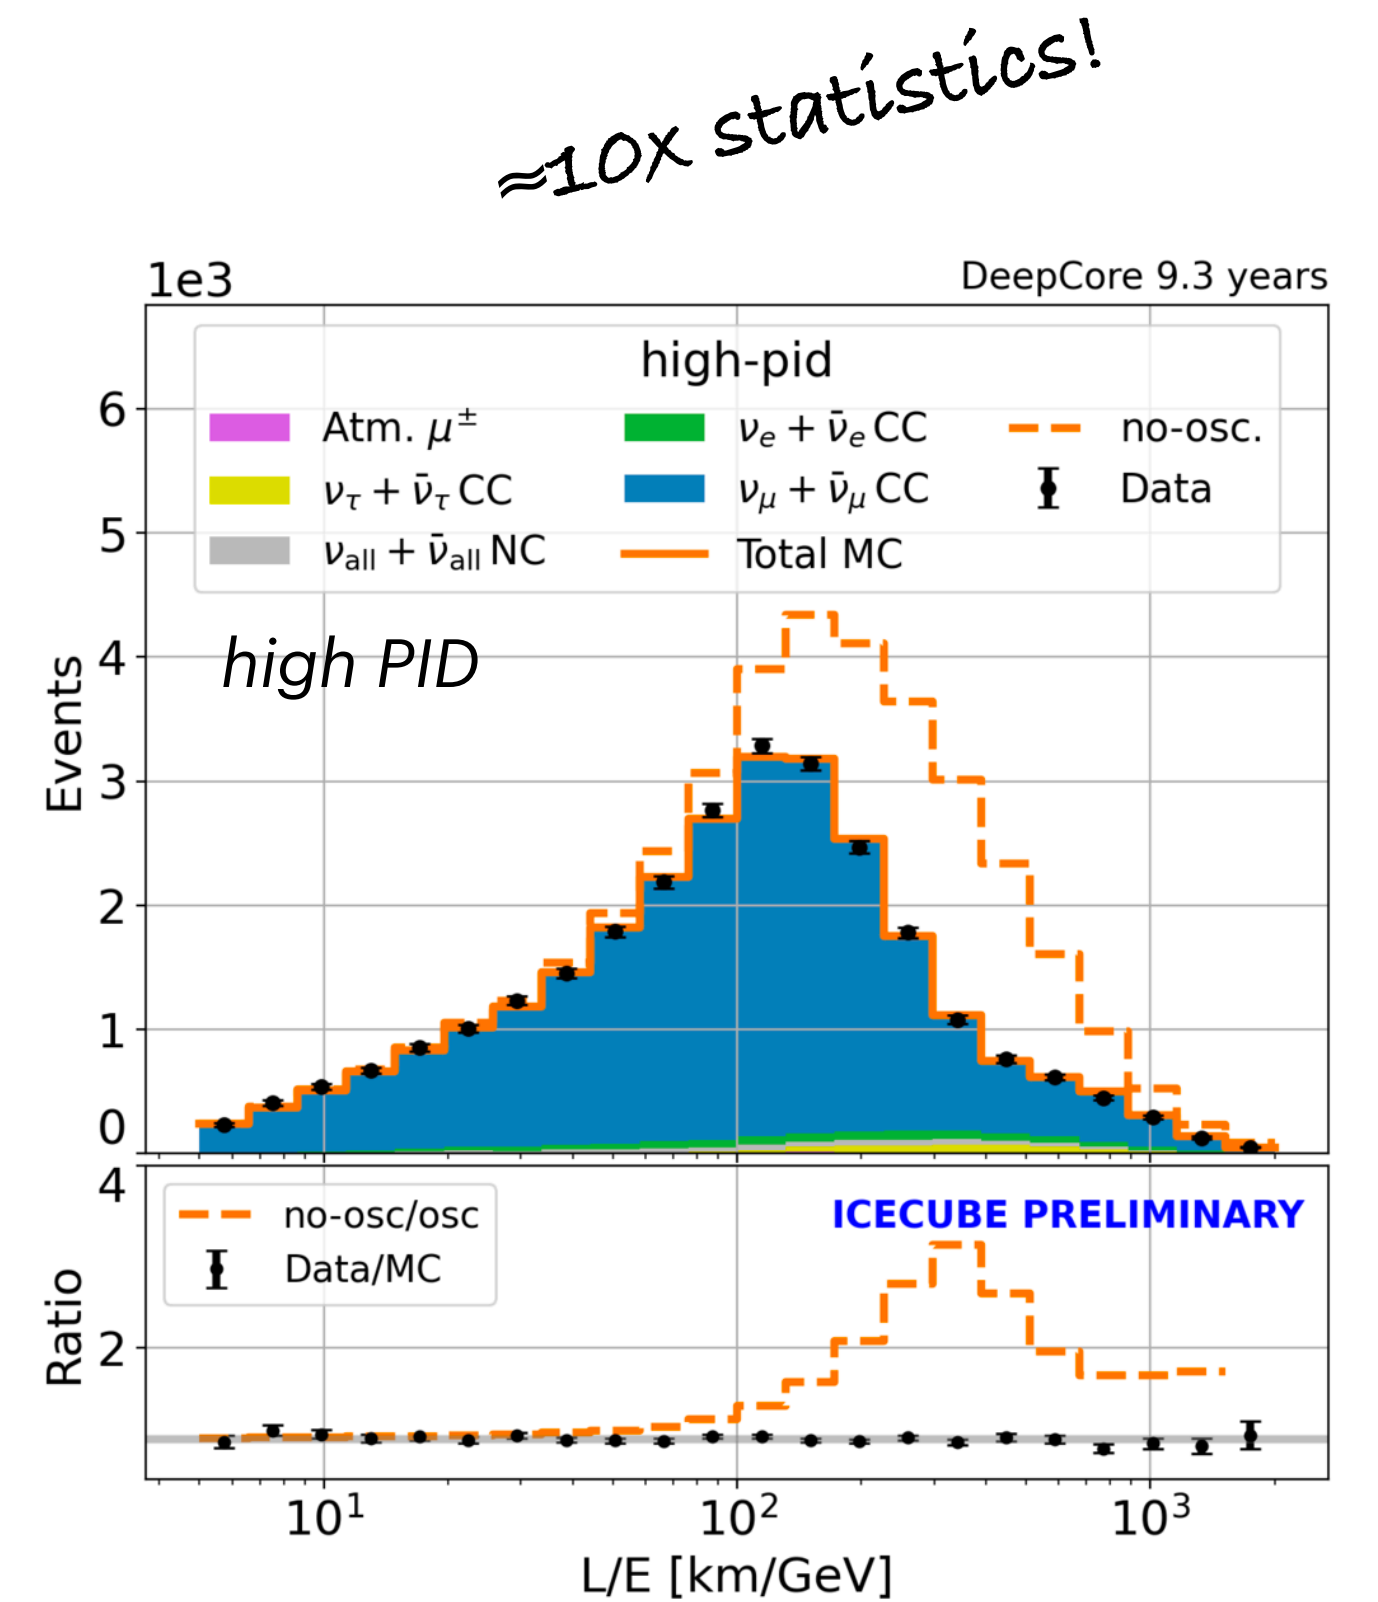 ≈10x statistics!
1e3
DeepCore 9.3 years
high-pid
Atm. μ±
ντ + ν̄τ CC
νall + ν̄all NC
νe + ν̄e CC
νμ + ν̄μ CC
Total MC
no-osc.
Data
high PID
Events
6
5
4
3
2
1
0
ICECUBE PRELIMINARY
no-osc/osc
Data/MC
Ratio
4
2
10¹
10²
10³
L/E [km/GeV]